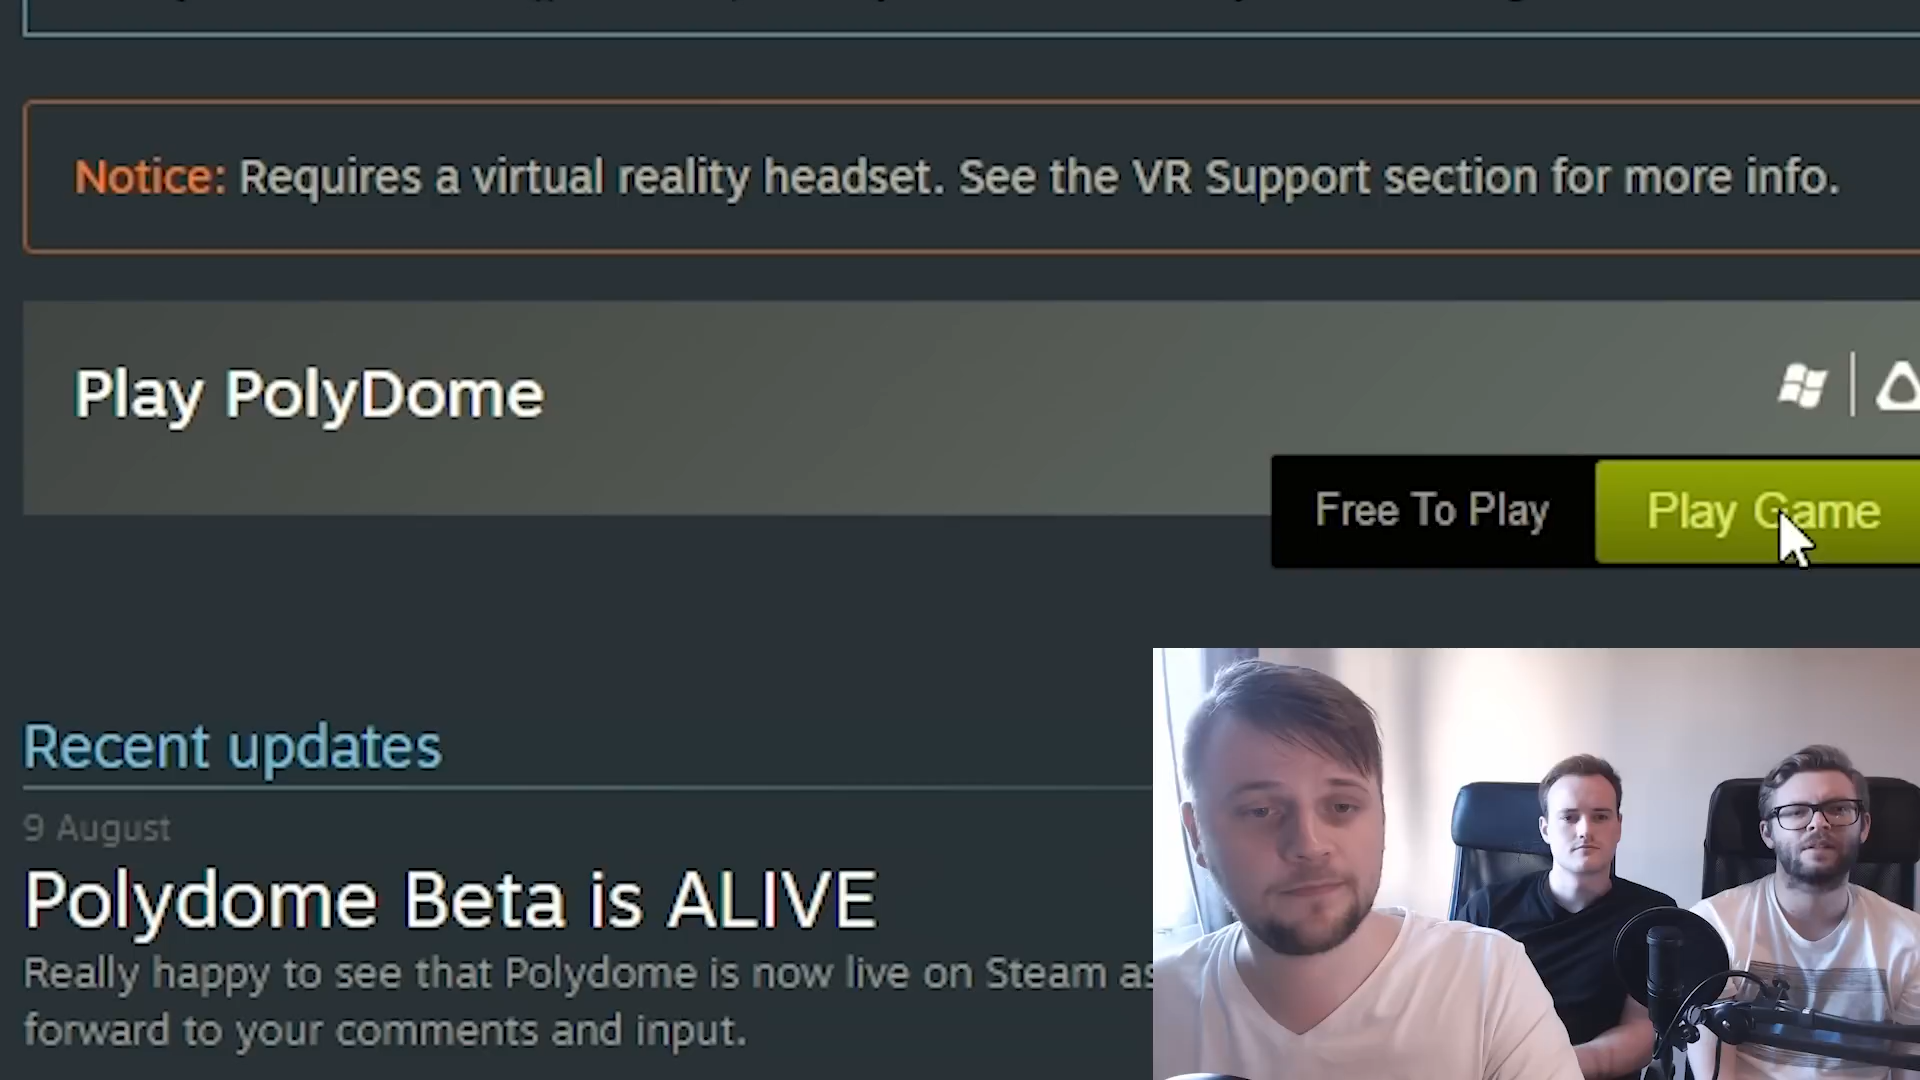 Notice: Requires a virtual reality headset. See the VR Support section for more info.
Play PolyDome
Free To Play
Play Game
Recent updates
9 August
Polydome Beta is ALIVE
Really happy to see that Polydome is now live on Steam as
forward to your comments and input.